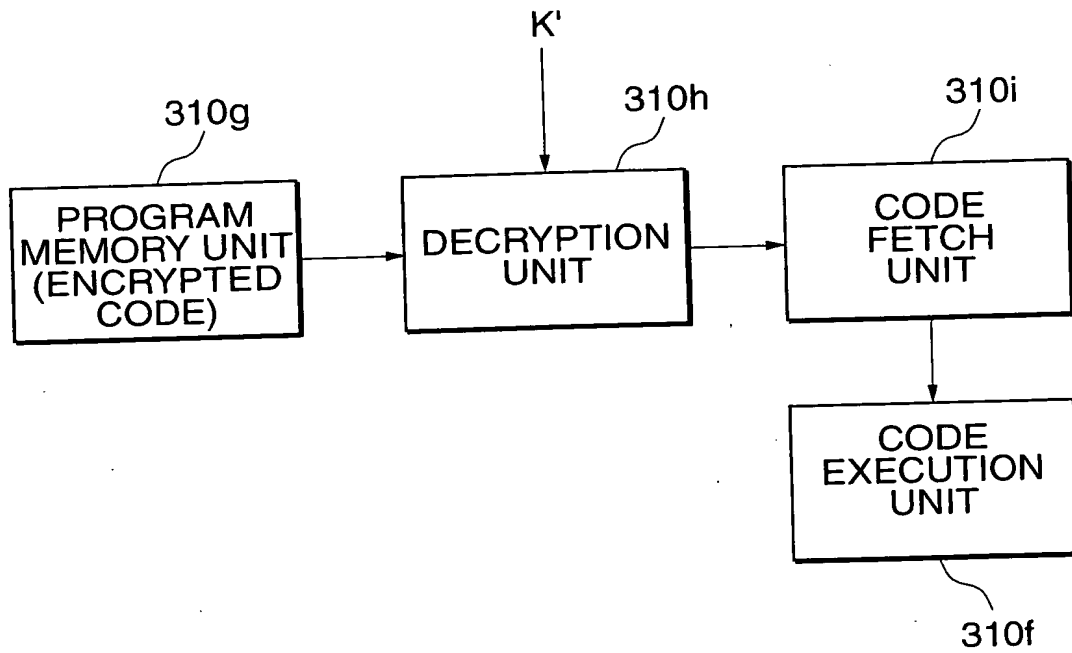 K'
310g
310h
310i
PROGRAM
MEMORY UNIT
(ENCRYPTED
CODE)
DECRYPTION
UNIT
CODE
FETCH
UNIT
CODE
EXECUTION
UNIT
310f